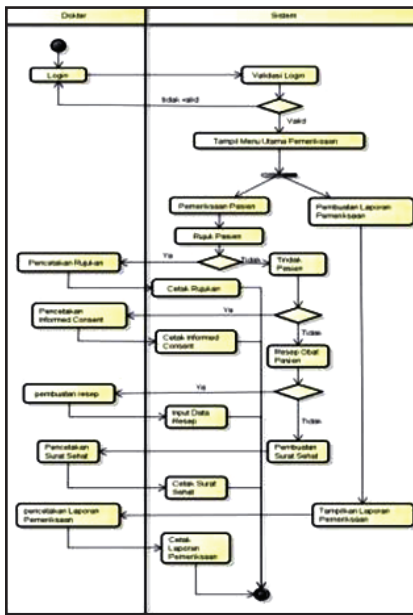 Dokter
Sistem
Login
Validasi Login
tidak valid
Valid
Tampil Menu Utama Pemeriksaan
Pemeriksaan Pasien
Pembuatan Laporan
Pemeriksaan
Rujuk Pasien
Ya
Tidak
Pencetakan Rujukan
Tindak
Pasien
Cetak Rujukan
Pencetakan
Informed Consent
Ya
Tidak
Cetak Informed
Consent
Resep Obat
Pasien
pembuatan resep
Ya
Input Data
Resep
Tidak
Pencetakan
Surat Sehat
Pembuatan
Surat Sehat
Cetak Surat
Sehat
pencetakan Laporan
Pemeriksaan
Tampilkan Laporan
Pemeriksaan
Cetak
Laporan
Pemeriksaan